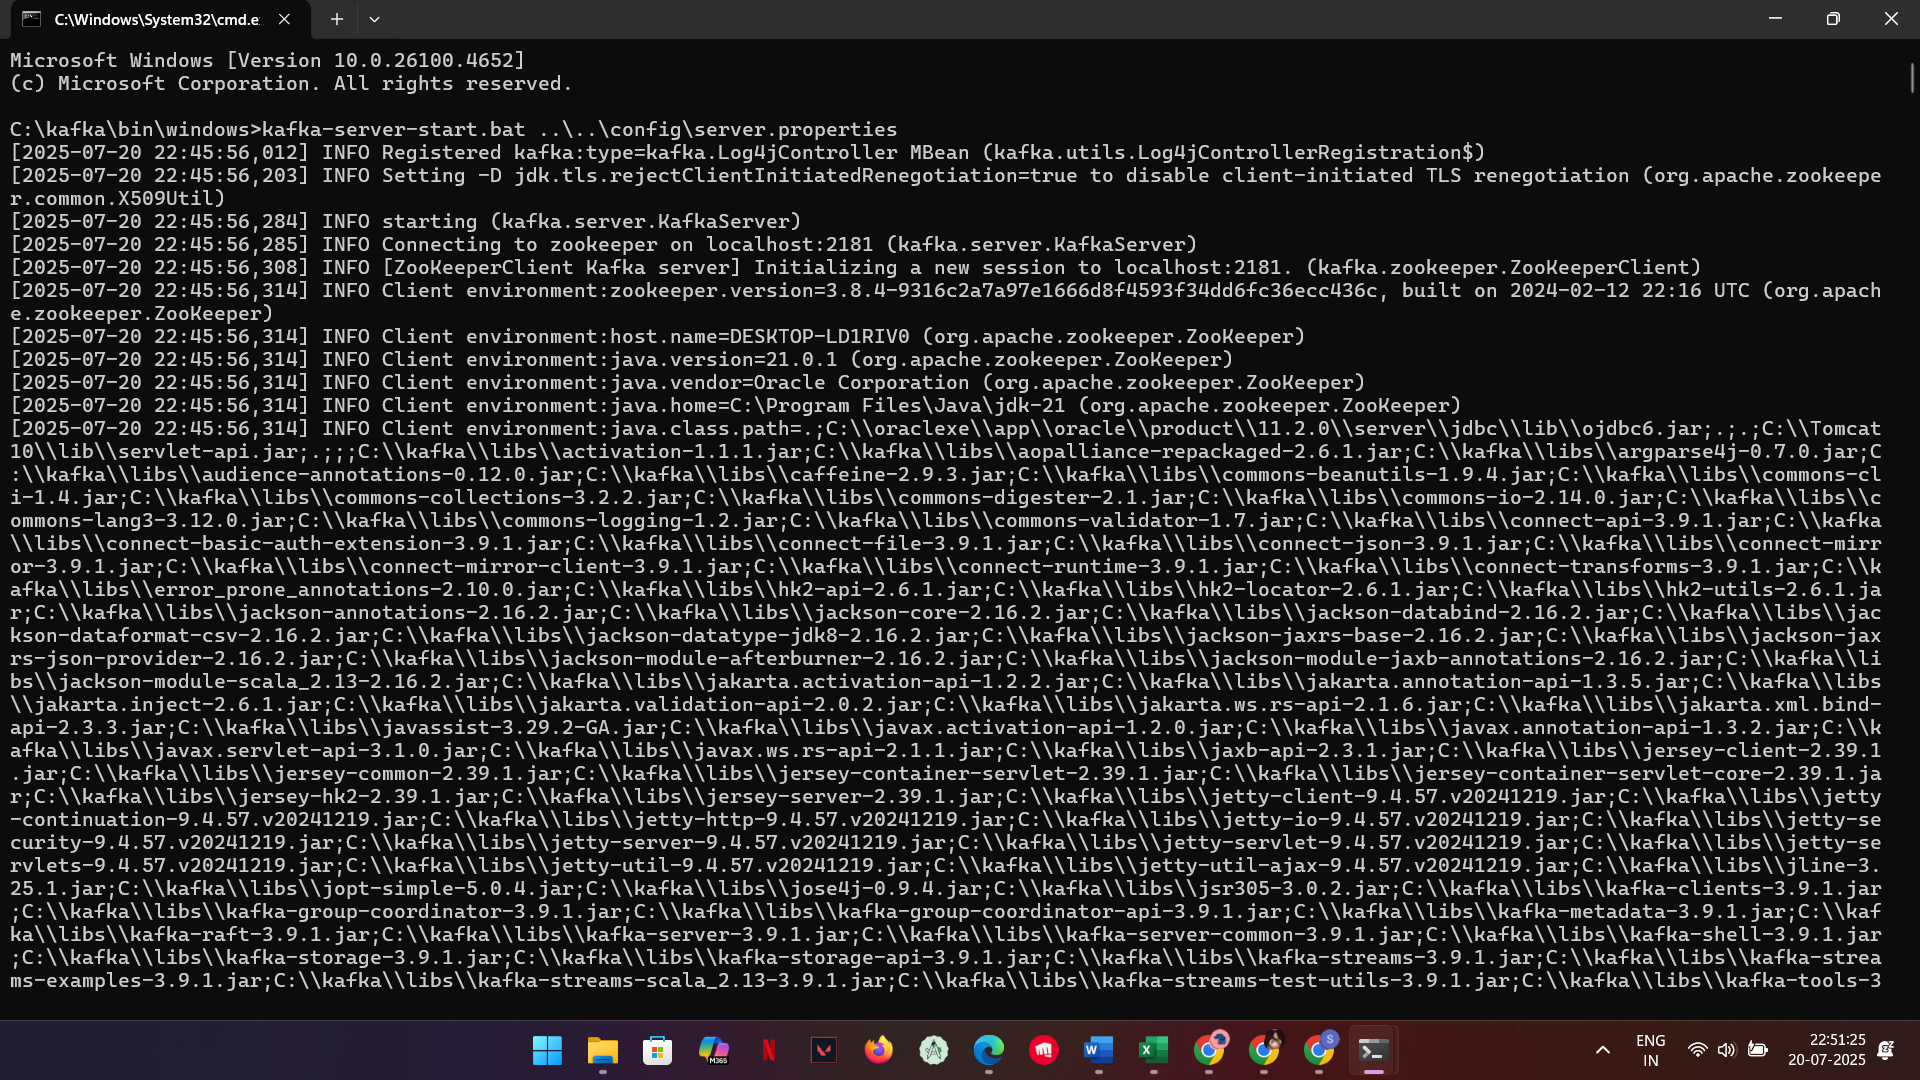 C:\Windows\System32\cmd.e
Microsoft Windows [Version 10.0.26100.4652]
(c) Microsoft Corporation. All rights reserved.
C:\kafka\bin\windows>kafka-server-start.bat ..\..\config\server.properties
[2025-07-20 22:45:56,012] INFO Registered kafka:type=kafka.Log4jController MBean (kafka.utils.Log4jControllerRegistration$)
[2025-07-20 22:45:56,203] INFO Setting -D jdk.tls.rejectClientInitiatedRenegotiation=true to disable client-initiated TLS renegotiation (org.apache.zookeepe
r.common.X509Util)
[2025-07-20 22:45:56,284] INFO starting (kafka.server.KafkaServer)
[2025-07-20 22:45:56,285] INFO Connecting to zookeeper on localhost:2181 (kafka.server.KafkaServer)
[2025-07-20 22:45:56,308] INFO [ZooKeeperClient Kafka server] Initializing a new session to localhost:2181. (kafka.zookeeper.ZooKeeperClient)
[2025-07-20 22:45:56,314] INFO Client environment:zookeeper.version=3.8.4-9316c2a7a97e1666d8f4593f34dd6fc36ecc436c, built on 2024-02-12 22:16 UTC (org.apach
e.zookeeper.ZooKeeper)
[2025-07-20 22:45:56,314] INFO Client environment:host.name=DESKTOP-LD1RIV0 (org.apache.zookeeper.ZooKeeper)
[2025-07-20 22:45:56,314] INFO Client environment:java.version=21.0.1 (org.apache.zookeeper.ZooKeeper)
[2025-07-20 22:45:56,314] INFO Client environment:java.vendor=Oracle Corporation (org.apache.zookeeper.ZooKeeper)
[2025-07-20 22:45:56,314] INFO Client environment:java.home=C:\Program Files\Java\jdk-21 (org.apache.zookeeper.ZooKeeper)
[2025-07-20 22:45:56,314] INFO Client environment:java.class.path=.;C:\\oraclexe\\app\\oracle\\product\\11.2.0\\server\\jdbc\\lib\\ojdbc6.jar;.;.;C:\\Tomcat
10\\lib\\servlet-api.jar;.;;;C:\\kafka\\libs\\activation-1.1.1.jar;C:\\kafka\\libs\\aopalliance-repackaged-2.6.1.jar;C:\\kafka\\libs\\argparse4j-0.7.0.jar;C
:\\kafka\\libs\\audience-annotations-0.12.0.jar;C:\\kafka\\libs\\caffeine-2.9.3.jar;C:\\kafka\\libs\\commons-beanutils-1.9.4.jar;C:\\kafka\\libs\\commons-cl
i-1.4.jar;C:\\kafka\\libs\\commons-collections-3.2.2.jar;C:\\kafka\\libs\\commons-digester-2.1.jar;C:\\kafka\\libs\\commons-io-2.14.0.jar;C:\\kafka\\libs\\c
ommons-lang3-3.12.0.jar;C:\\kafka\\libs\\commons-logging-1.2.jar;C:\\kafka\\libs\\commons-validator-1.7.jar;C:\\kafka\\libs\\connect-api-3.9.1.jar;C:\\kafka
\\libs\\connect-basic-auth-extension-3.9.1.jar;C:\\kafka\\libs\\connect-file-3.9.1.jar;C:\\kafka\\libs\\connect-json-3.9.1.jar;C:\\kafka\\libs\\connect-mirr
or-3.9.1.jar;C:\\kafka\\libs\\connect-mirror-client-3.9.1.jar;C:\\kafka\\libs\\connect-runtime-3.9.1.jar;C:\\kafka\\libs\\connect-transforms-3.9.1.jar;C:\\k
afka\\libs\\error_prone_annotations-2.10.0.jar;C:\\kafka\\libs\\hk2-api-2.6.1.jar;C:\\kafka\\libs\\hk2-locator-2.6.1.jar;C:\\kafka\\libs\\hk2-utils-2.6.1.ja
r;C:\\kafka\\libs\\jackson-annotations-2.16.2.jar;C:\\kafka\\libs\\jackson-core-2.16.2.jar;C:\\kafka\\libs\\jackson-databind-2.16.2.jar;C:\\kafka\\libs\\jac
kson-dataformat-csv-2.16.2.jar;C:\\kafka\\libs\\jackson-datatype-jdk8-2.16.2.jar;C:\\kafka\\libs\\jackson-jaxrs-base-2.16.2.jar;C:\\kafka\\libs\\jackson-jax
rs-json-provider-2.16.2.jar;C:\\kafka\\libs\\jackson-module-afterburner-2.16.2.jar;C:\\kafka\\libs\\jackson-module-jaxb-annotations-2.16.2.jar;C:\\kafka\\li
bs\\jackson-module-scala_2.13-2.16.2.jar;C:\\kafka\\libs\\jakarta.activation-api-1.2.2.jar;C:\\kafka\\libs\\jakarta.annotation-api-1.3.5.jar;C:\\kafka\\libs
\\jakarta.inject-2.6.1.jar;C:\\kafka\\libs\\jakarta.validation-api-2.0.2.jar;C:\\kafka\\libs\\jakarta.ws.rs-api-2.1.6.jar;C:\\kafka\\libs\\jakarta.xml.bind-
api-2.3.3.jar;C:\\kafka\\libs\\javassist-3.29.2-GA.jar;C:\\kafka\\libs\\javax.activation-api-1.2.0.jar;C:\\kafka\\libs\\javax.annotation-api-1.3.2.jar;C:\\k
afka\\libs\\javax.servlet-api-3.1.0.jar;C:\\kafka\\libs\\javax.ws.rs-api-2.1.1.jar;C:\\kafka\\libs\\jaxb-api-2.3.1.jar;C:\\kafka\\libs\\jersey-client-2.39.1
.jar;C:\\kafka\\libs\\jersey-common-2.39.1.jar;C:\\kafka\\libs\\jersey-container-servlet-2.39.1.jar;C:\\kafka\\libs\\jersey-container-servlet-core-2.39.1.ja
r;C:\\kafka\\libs\\jersey-hk2-2.39.1.jar;C:\\kafka\\libs\\jersey-server-2.39.1.jar;C:\\kafka\\libs\\jetty-client-9.4.57.v20241219.jar;C:\\kafka\\libs\\jetty
-continuation-9.4.57.v20241219.jar;C:\\kafka\\libs\\jetty-http-9.4.57.v20241219.jar;C:\\kafka\\libs\\jetty-io-9.4.57.v20241219.jar;C:\\kafka\\libs\\jetty-se
curity-9.4.57.v20241219.jar;C:\\kafka\\libs\\jetty-server-9.4.57.v20241219.jar;C:\\kafka\\libs\\jetty-servlet-9.4.57.v20241219.jar;C:\\kafka\\libs\\jetty-se
rvlets-9.4.57.v20241219.jar;C:\\kafka\\libs\\jetty-util-9.4.57.v20241219.jar;C:\\kafka\\libs\\jetty-util-ajax-9.4.57.v20241219.jar;C:\\kafka\\libs\\jline-3.
25.1.jar;C:\\kafka\\libs\\jopt-simple-5.0.4.jar;C:\\kafka\\libs\\jose4j-0.9.4.jar;C:\\kafka\\libs\\jsr305-3.0.2.jar;C:\\kafka\\libs\\kafka-clients-3.9.1.jar
;C:\\kafka\\libs\\kafka-group-coordinator-3.9.1.jar;C:\\kafka\\libs\\kafka-group-coordinator-api-3.9.1.jar;C:\\kafka\\libs\\kafka-metadata-3.9.1.jar;C:\\kaf
ka\\libs\\kafka-raft-3.9.1.jar;C:\\kafka\\libs\\kafka-server-3.9.1.jar;C:\\kafka\\libs\\kafka-server-common-3.9.1.jar;C:\\kafka\\libs\\kafka-shell-3.9.1.jar
;C:\\kafka\\libs\\kafka-storage-3.9.1.jar;C:\\kafka\\libs\\kafka-storage-api-3.9.1.jar;C:\\kafka\\libs\\kafka-streams-3.9.1.jar;C:\\kafka\\libs\\kafka-strea
ms-examples-3.9.1.jar;C:\\kafka\\libs\\kafka-streams-scala_2.13-3.9.1.jar;C:\\kafka\\libs\\kafka-streams-test-utils-3.9.1.jar;C:\\kafka\\libs\\kafka-tools-3
M365
N
W
X
S
ENG
IN
22:51:25
20-07-2025